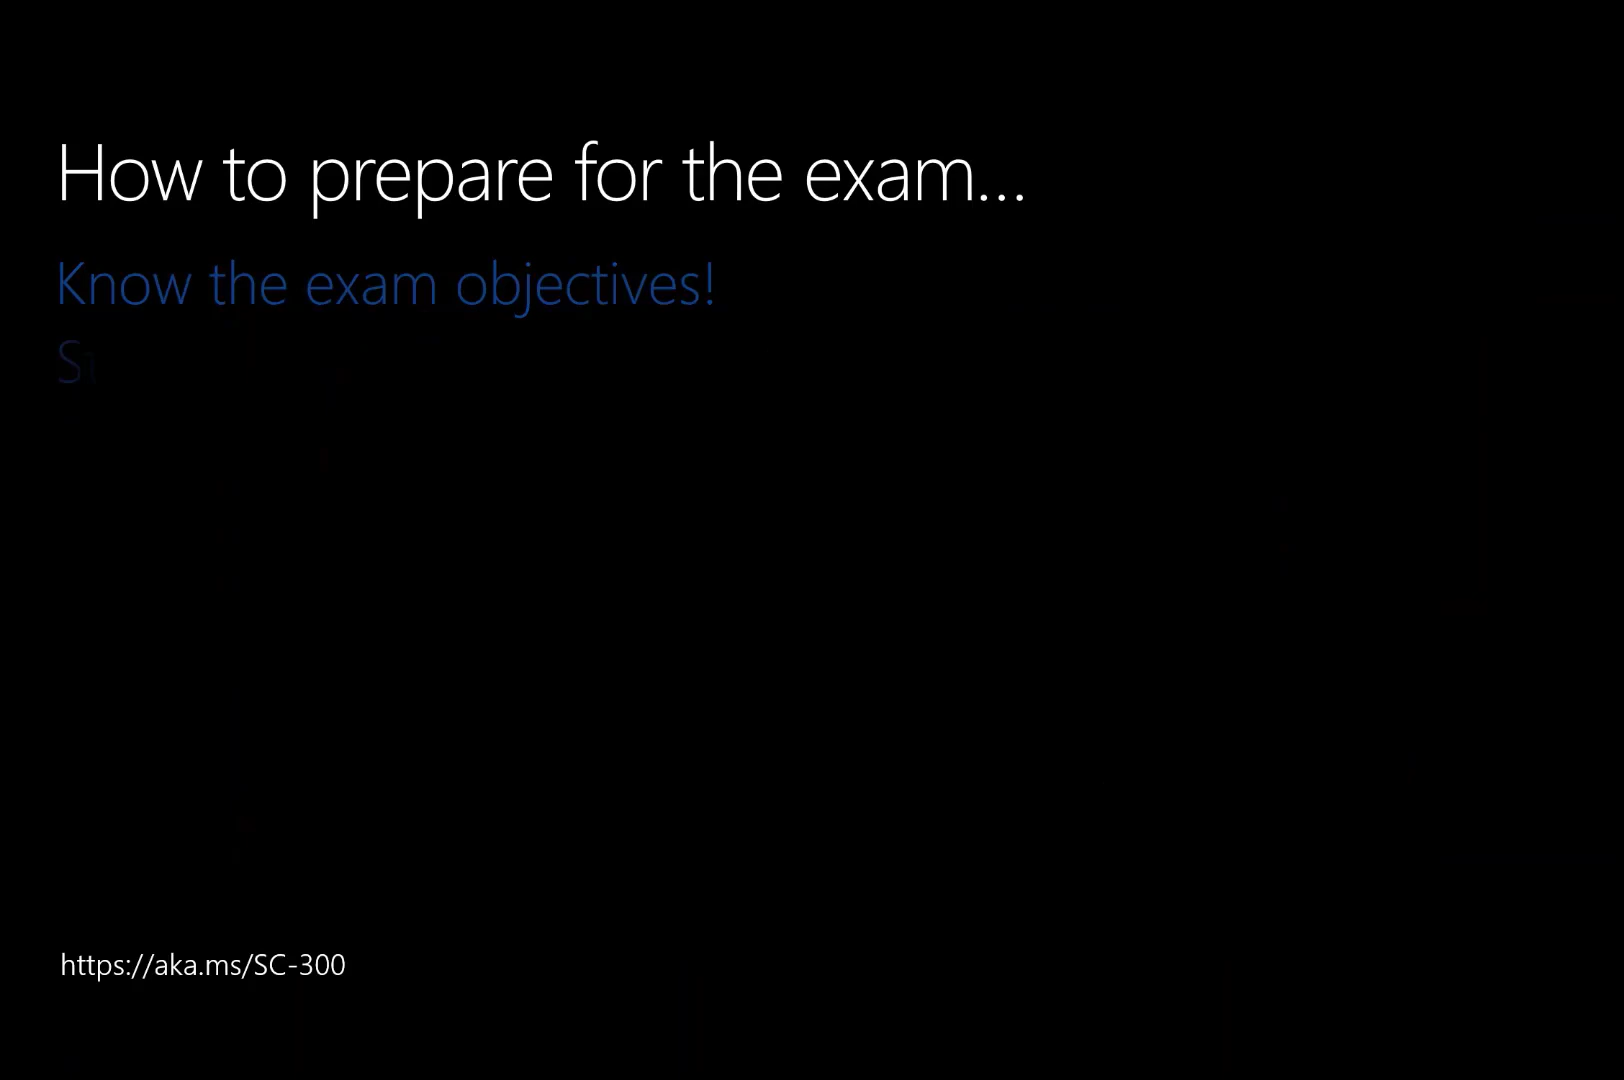 How to prepare for the exam...
Know the exam objectives!
https://aka.ms/SC-300